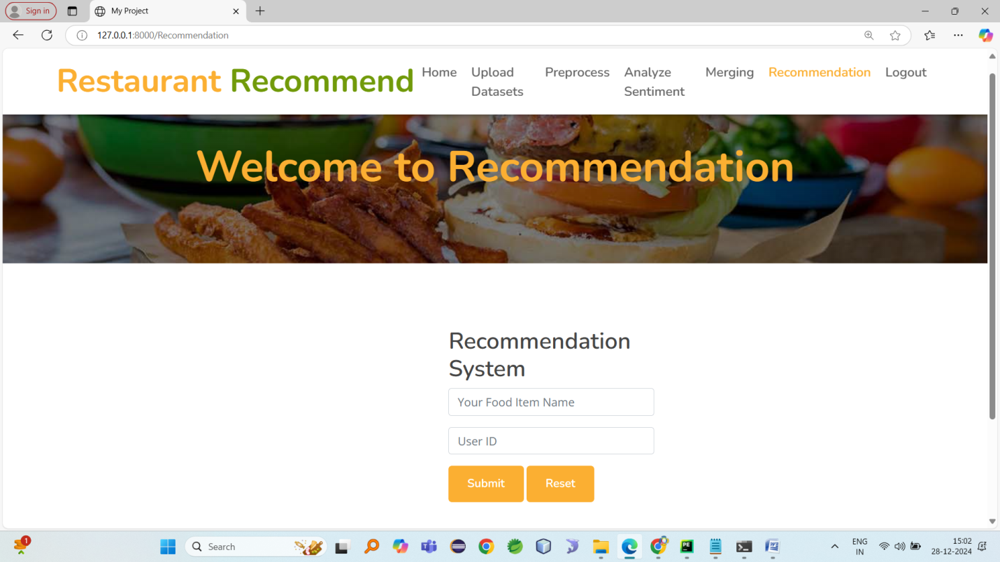 Sign in
My Project
127.0.0.1:8000/Recommendation
Restaurant Recommend
Home
Upload
Datasets
Preprocess
Analyze
Sentiment
Merging
Recommendation
Logout
Welcome to Recommendation
Recommendation
System
Your Food Item Name
User ID
Submit
Reset
1
Search
PE
ENG
IN
15:02
28-12-2024